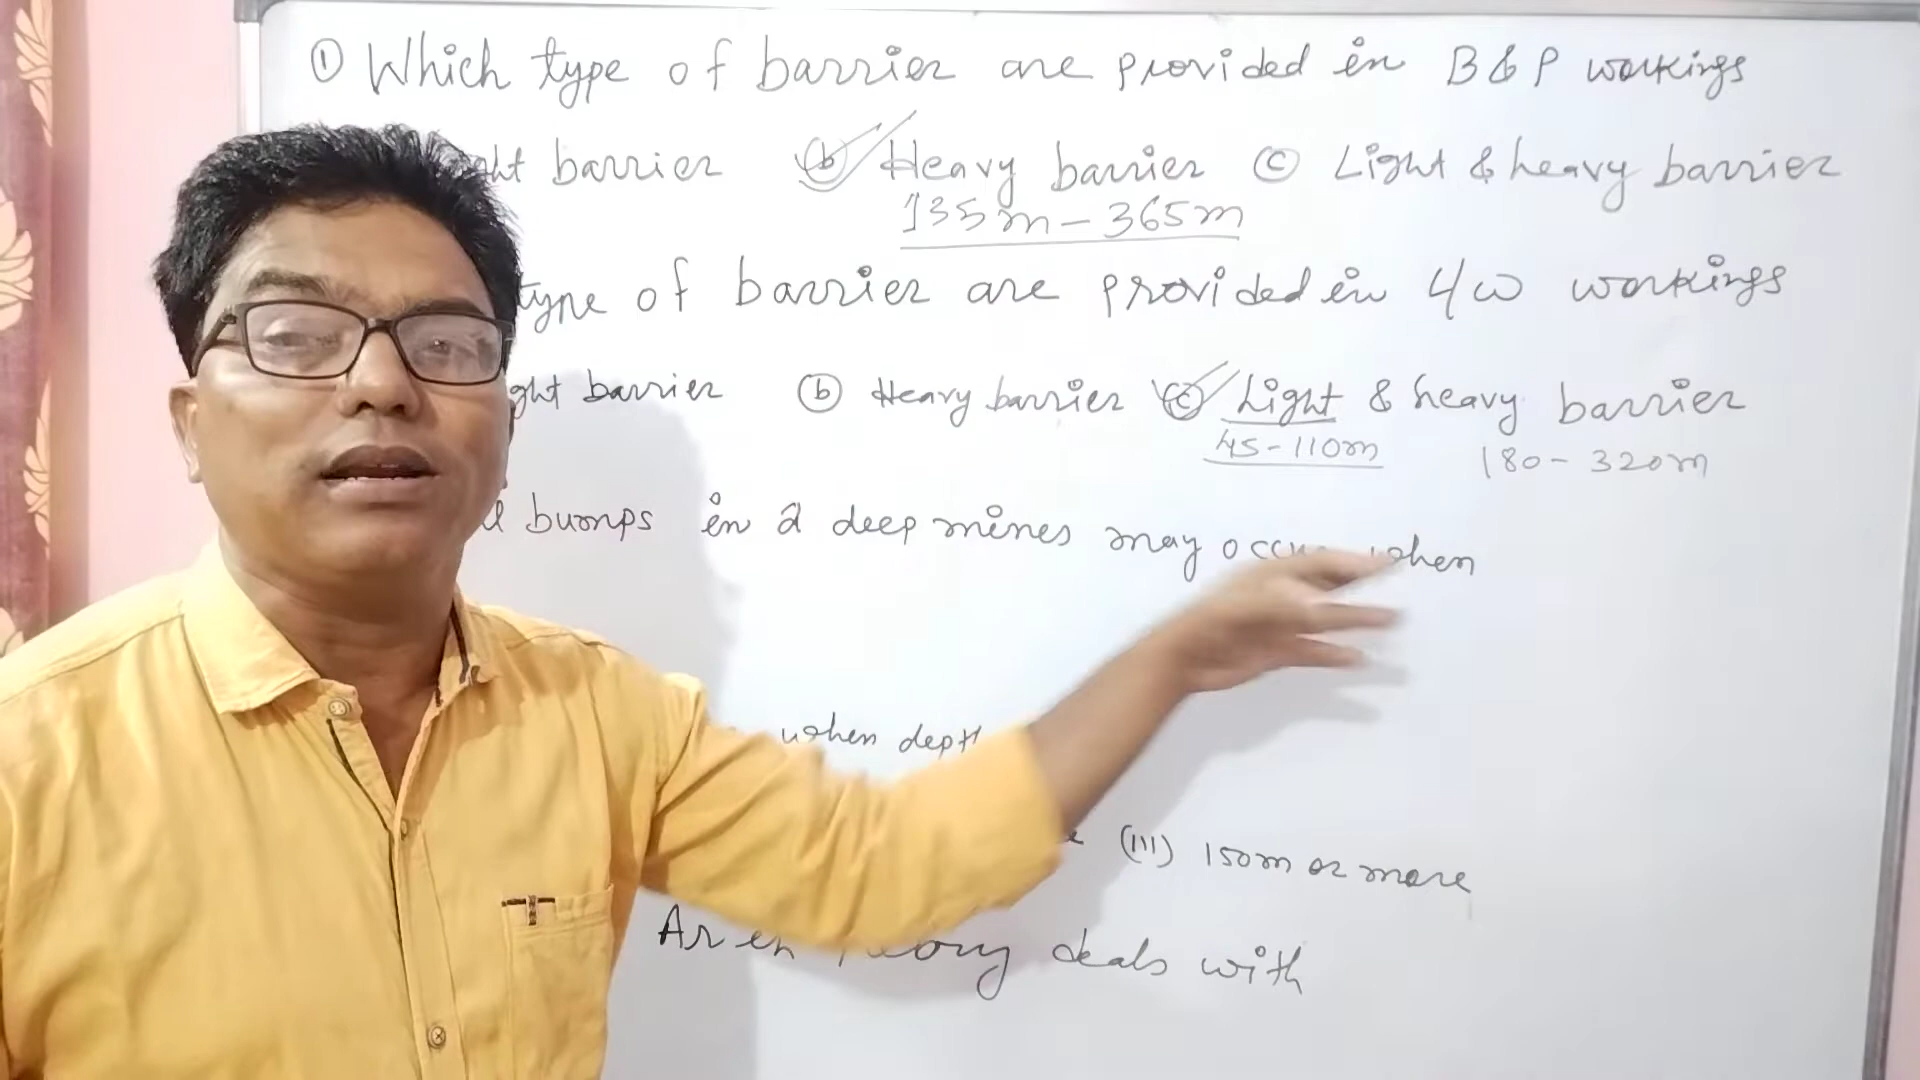 ① Which type of barrier are provided in B & P workings
barrier ⓑ Heavy barrier ⓒ Light & heavy barrier
135m - 365m
type of barrier are provided in L/W workings
barrier ⓑ Heavy barrier ⓒ Light & heavy barrier
45 - 110m 180 - 320m
bumps in a deep mines may occur when
when depth
(III) 150m or more
deals with